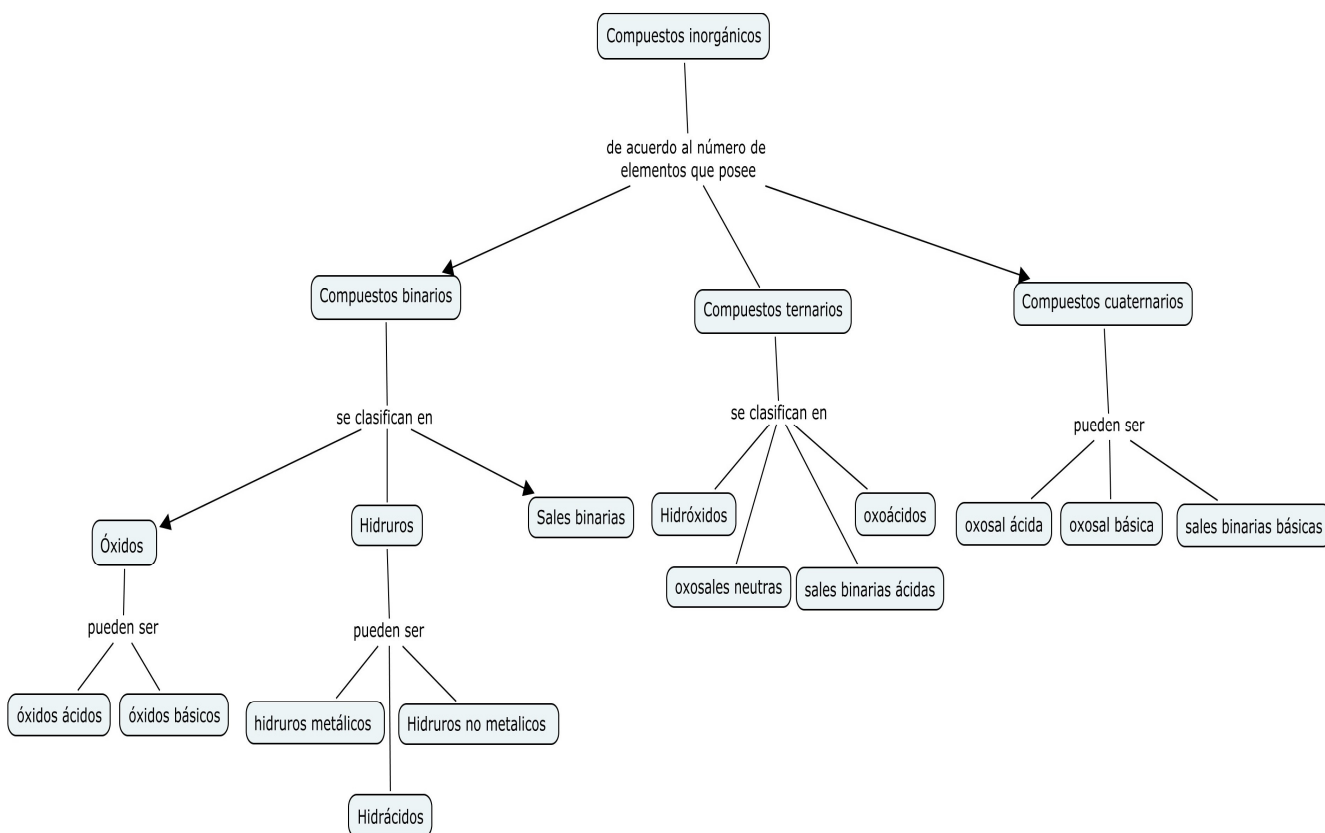 Compuestos inorgánicos
de acuerdo al número de
elementos que posee
Compuestos binarios
Compuestos ternarios
Compuestos cuaternarios
se clasifican en
se clasifican en
pueden ser
Óxidos
Hidruros
Sales binarias
Hidróxidos
oxoácidos
oxosales neutras
sales binarias ácidas
oxosal ácida
oxosal básica
sales binarias básicas
pueden ser
pueden ser
óxidos ácidos
óxidos básicos
hidruros metálicos
Hidruros no metalicos
Hidrácidos